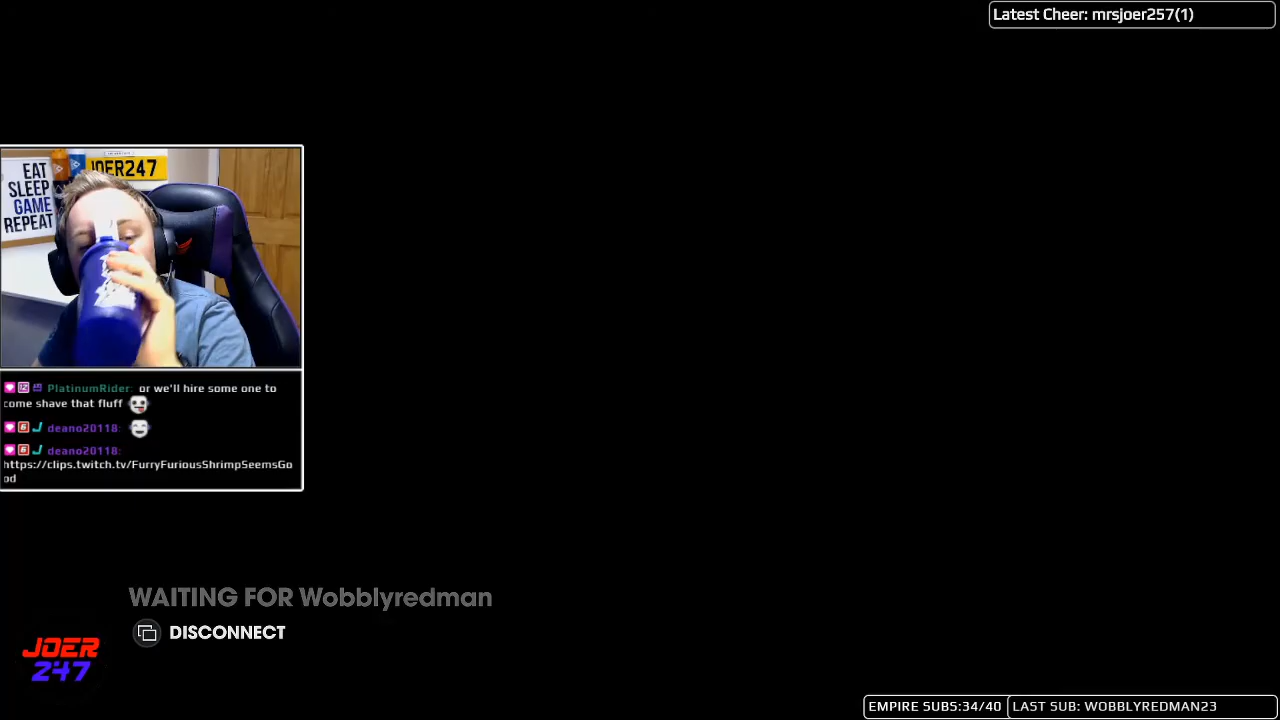 Latest Cheer: mrsjoer257(1)
EAT
SLEEP
GAME
REPEAT
JOER247
PlatinumRider: or we'll hire some one to
come shave that fluff
deano20118:
deano20118:
https://clips.twitch.tv/FurryFuriousShrimpSeemsGo
od
WAITING FOR Wobblyredman
DISCONNECT
JOER
247
EMPIRE SUBS:34/40
LAST SUB: WOBBLYREDMAN23